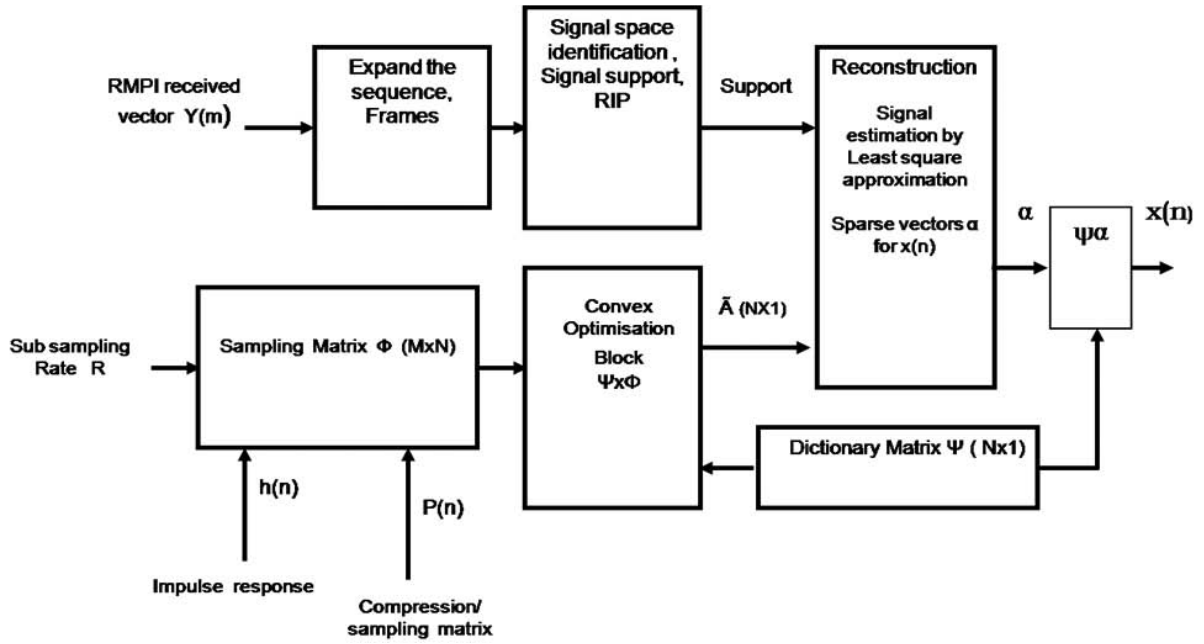 RMPI received
vector Y(m)
Expand the
sequence,
Frames
Signal space
identification ,
Signal support,
RIP
Support
Reconstruction
Signal
estimation by
Least square
approximation
Sparse vectors α
for x(n)
α
ψα
x(n)
Sub sampling
Rate R
Sampling Matrix Φ (MxN)
Convex
Optimisation
Block
ΨxΦ
Ã (NX1)
Dictionary Matrix Ψ ( Nx1)
h(n)
P(n)
Impulse response
Compression/
sampling matrix